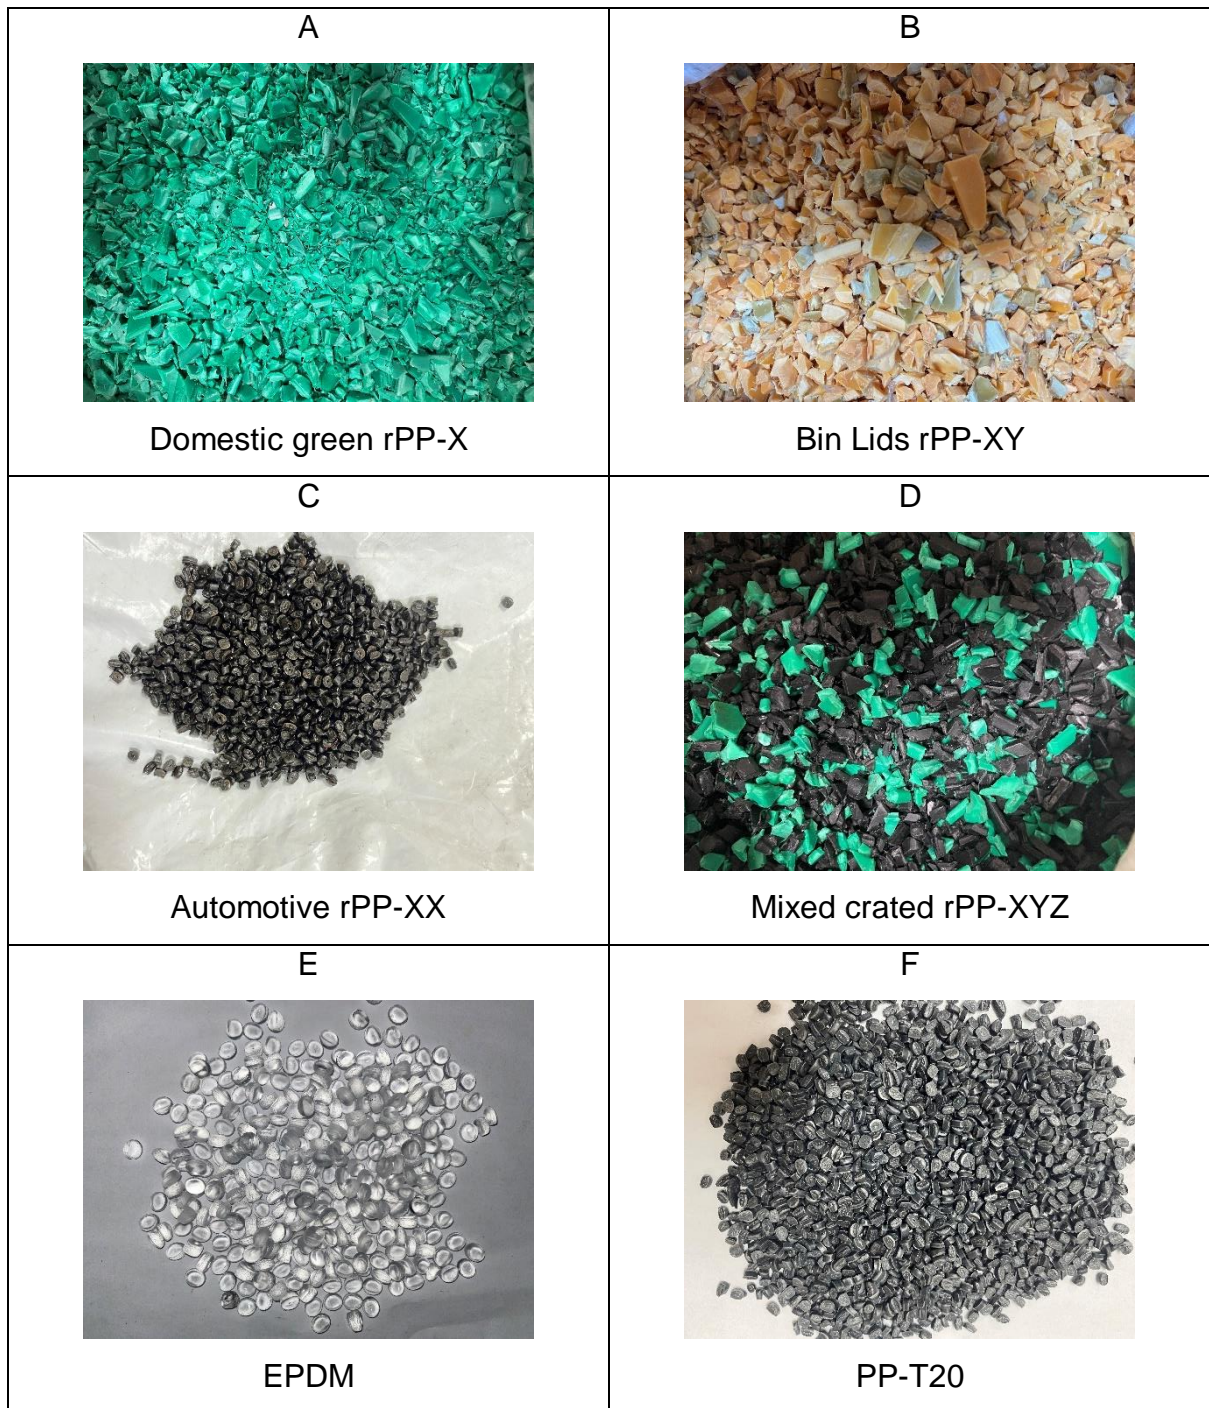 A
B
Domestic green rPP-X
Bin Lids rPP-XY
C
D
Automotive rPP-XX
Mixed crated rPP-XYZ
E
F
EPDM
PP-T20